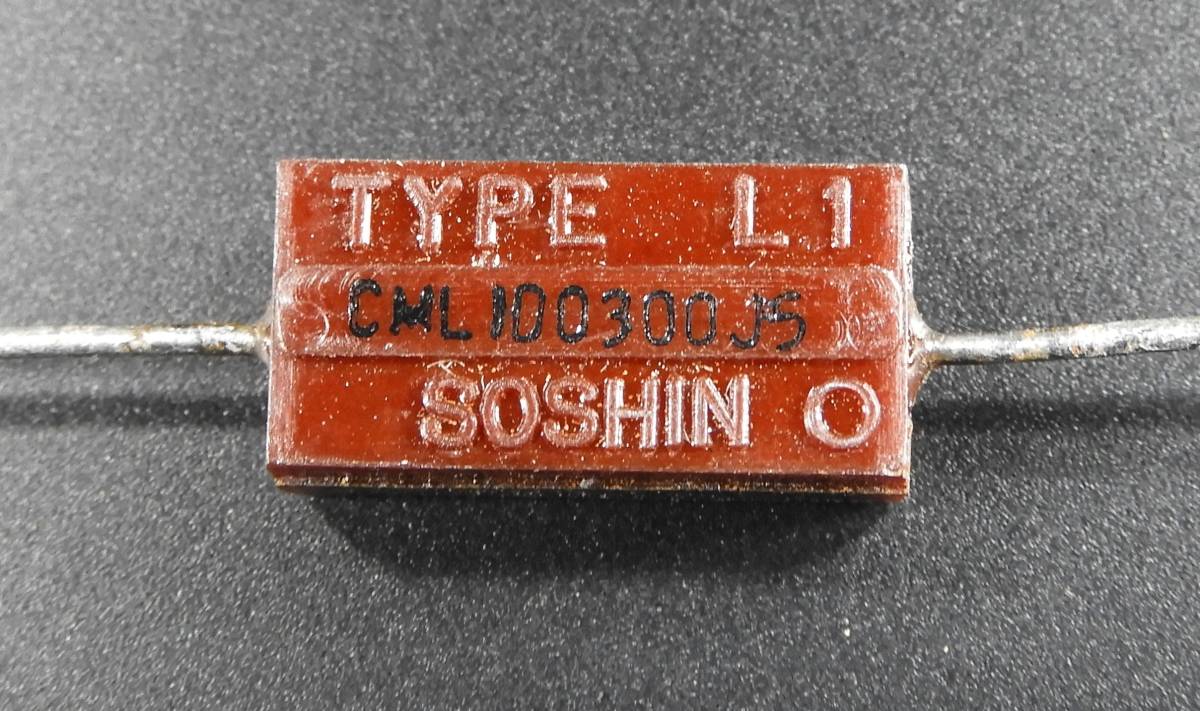 TYPE L1
CML100300J5
SOSHIN O